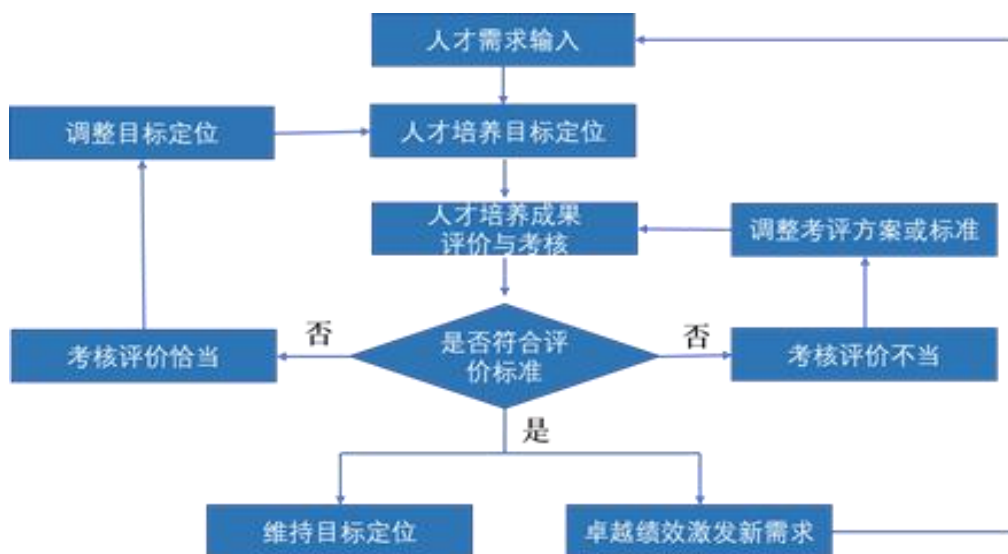 人才需求输入
调整目标定位
人才培养目标定位
人才培养成果
评价与考核
调整考评方案或标准
否
是否符合评
价标准
否
考核评价恰当
考核评价不当
是
维持目标定位
卓越绩效激发新需求